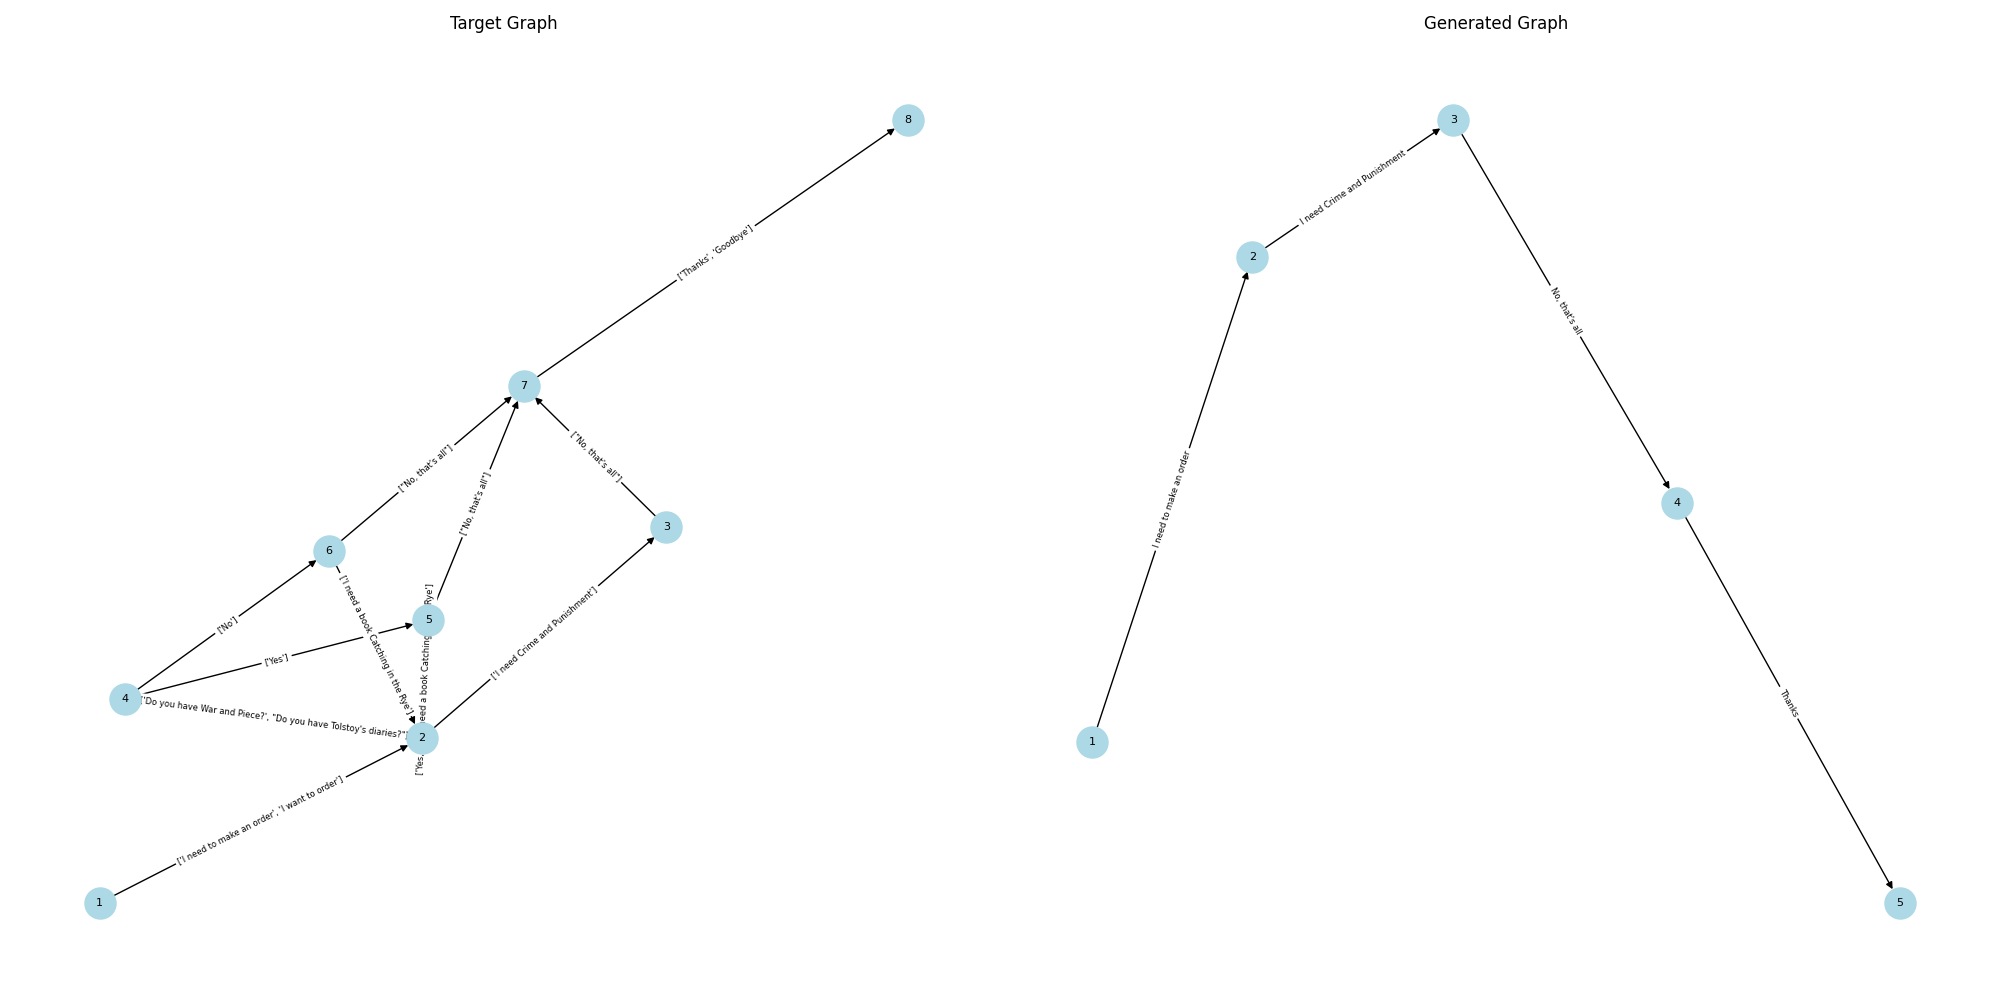 Target Graph
Generated Graph
8
['Thanks', 'Goodbye']
7
["No, that's all"]
["No, that's all"]
["No, that's all"]
6
3
5
['No']
['Yes']
['I need a book Catching in the Rye']
['Yes, eed a book Catching Rye']
['I need Crime and Punishment']
4
'Do you have War and Piece?', "Do you have Tolstoy's diaries?"]
2
['I need to make an order', 'I want to order']
1
3
I need Crime and Punishment
2
No, that's all
I need to make an order
4
Thanks
1
5